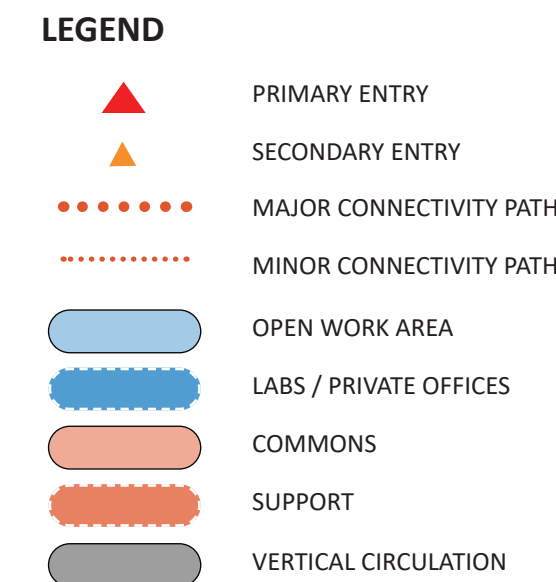 LEGEND
PRIMARY ENTRY
SECONDARY ENTRY
MAJOR CONNECTIVITY PATH
MINOR CONNECTIVITY PATH
OPEN WORK AREA
LABS / PRIVATE OFFICES
COMMONS
SUPPORT
VERTICAL CIRCULATION